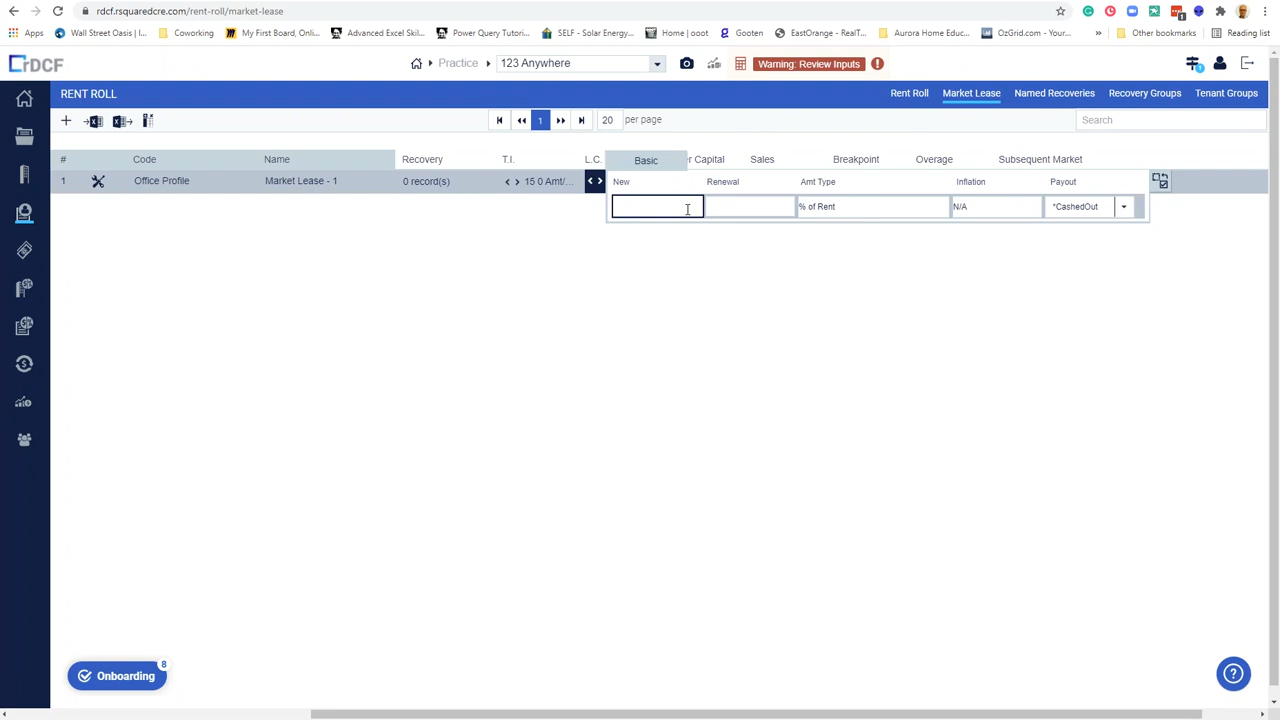 rdcf.rsquaredcre.com/rent-roll/market-lease
Apps Wall Street Oasis | I... Coworking My First Board, Onli... Advanced Excel Skil... Power Query Tutori... SELF - Solar Energy... Home | ooot Gooten EastOrange - RealT... Aurora Home Educ... OzGrid.com - Your... » Other bookmarks Reading list
rDCF Practice 123 Anywhere Warning: Review Inputs 1
RENT ROLL Rent Roll Market Lease Named Recoveries Recovery Groups Tenant Groups
1 20 per page Search
# Code Name Recovery T.I. L.C. Basic r Capital Sales Breakpoint Overage Subsequent Market
1 Office Profile Market Lease - 1 0 record(s) 15 0 Amt/... New Renewal Amt Type Inflation Payout
% of Rent N/A *CashedOut
Onboarding 8